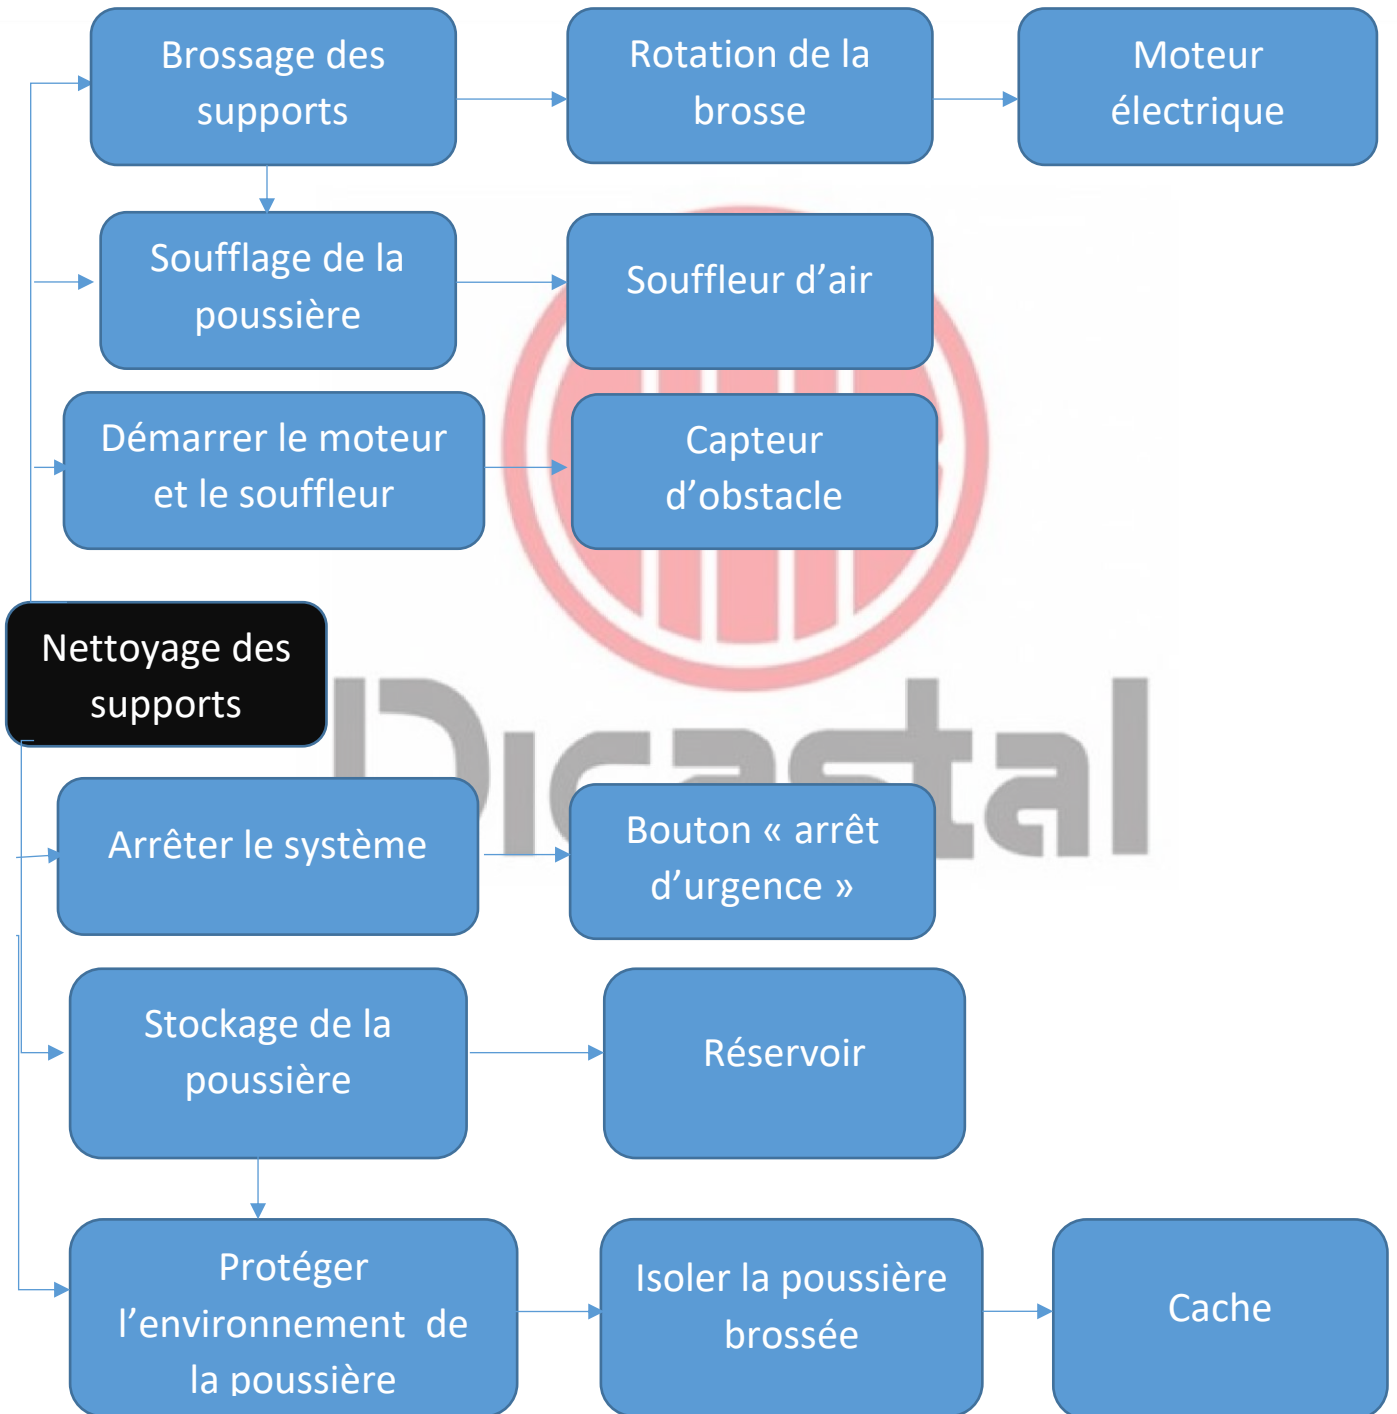 Brossage des
supports
Rotation de la
brosse
Moteur
électrique
Soufflage de la
poussière
Souffleur d’air
Démarrer le moteur
et le souffleur
Capteur
d’obstacle
Nettoyage des
supports
Dicastal
Arrêter le système
Bouton « arrêt
d’urgence »
Stockage de la
poussière
Réservoir
Protéger
l’environnement de
la poussière
Isoler la poussière
brossée
Cache